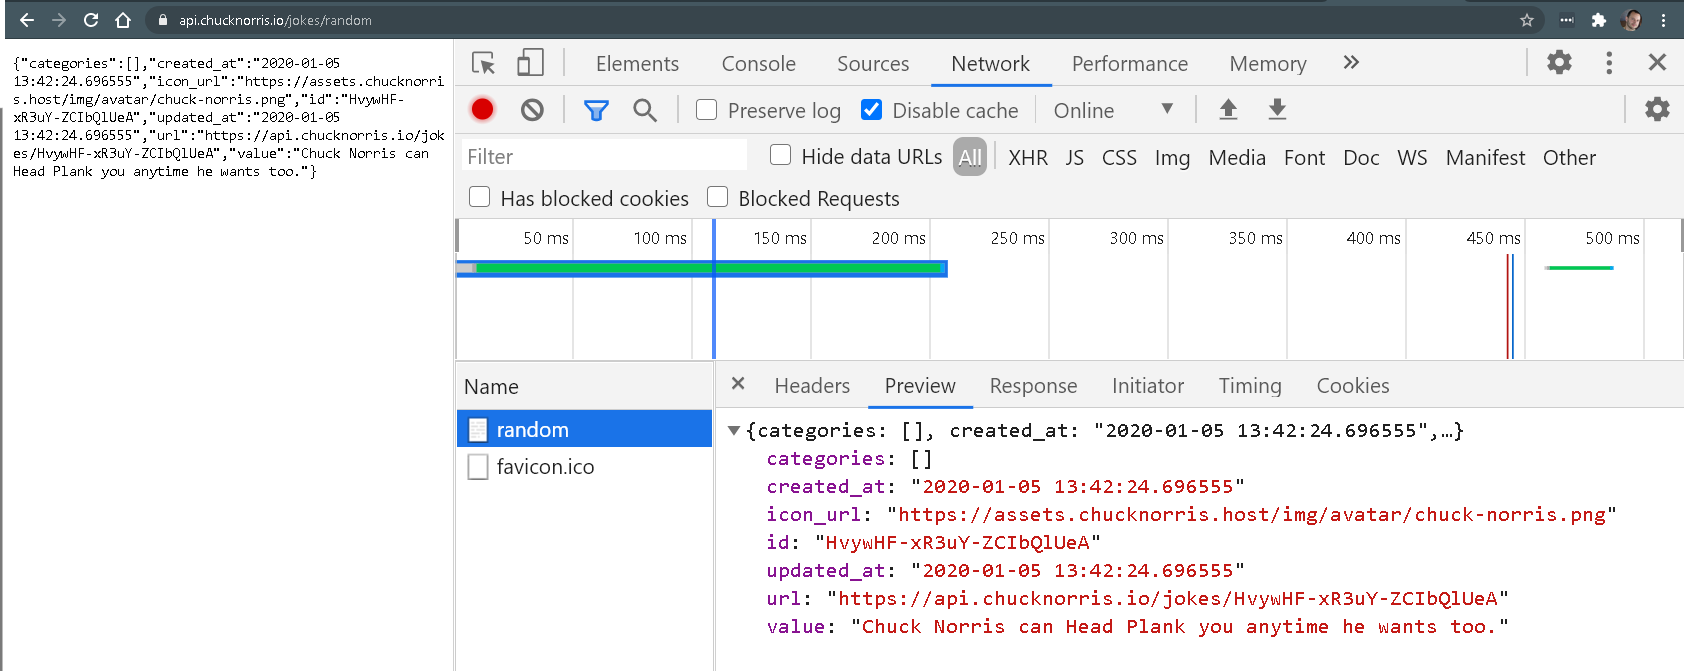 api.chucknorris.io/jokes/random
{"categories":[],"created_at":"2020-01-05
13:42:24.696555","icon_url":"https://assets.chucknorri
s.host/img/avatar/chuck-norris.png","id":"HvywHF-
xR3uY-ZCIbQlUeA","updated_at":"2020-01-05
13:42:24.696555","url":"https://api.chucknorris.io/jok
es/HvywHF-xR3uY-ZCIbQlUeA","value":"Chuck Norris can
Head Plank you anytime he wants too."}
Elements Console Sources Network Performance Memory »
Preserve log Disable cache Online
Filter Hide data URLs All XHR JS CSS Img Media Font Doc WS Manifest Other
Has blocked cookies Blocked Requests
50 ms 100 ms 150 ms 200 ms 250 ms 300 ms 350 ms 400 ms 450 ms 500 ms
Name
random
favicon.ico
Headers Preview Response Initiator Timing Cookies
{categories: [], created_at: "2020-01-05 13:42:24.696555",…}
categories: []
created_at: "2020-01-05 13:42:24.696555"
icon_url: "https://assets.chucknorris.host/img/avatar/chuck-norris.png"
id: "HvywHF-xR3uY-ZCIbQlUeA"
updated_at: "2020-01-05 13:42:24.696555"
url: "https://api.chucknorris.io/jokes/HvywHF-xR3uY-ZCIbQlUeA"
value: "Chuck Norris can Head Plank you anytime he wants too."